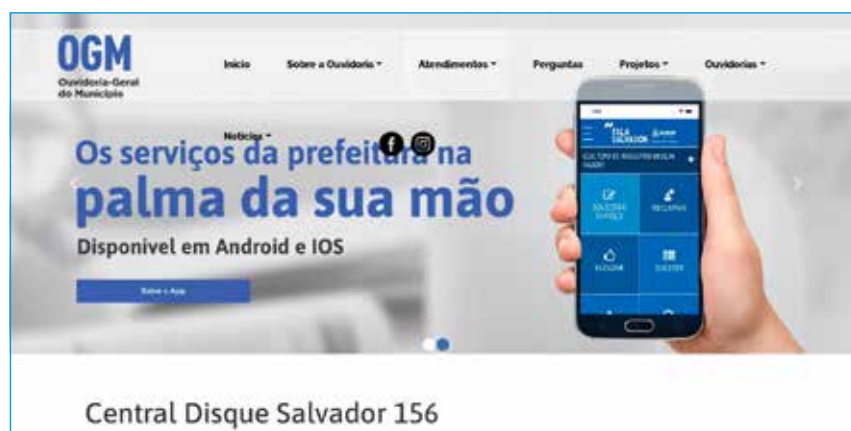 OGM
Ouvidoria-Geral
do Município
Início Sobre a Ouvidoria Atendimentos Perguntas Projetos Ouvidorias
Notícias
Os serviços da prefeitura na
palma da sua mão
Disponivel em Android e IOS
Baixe o App
FALA
SALVADOR
Central Disque Salvador 156